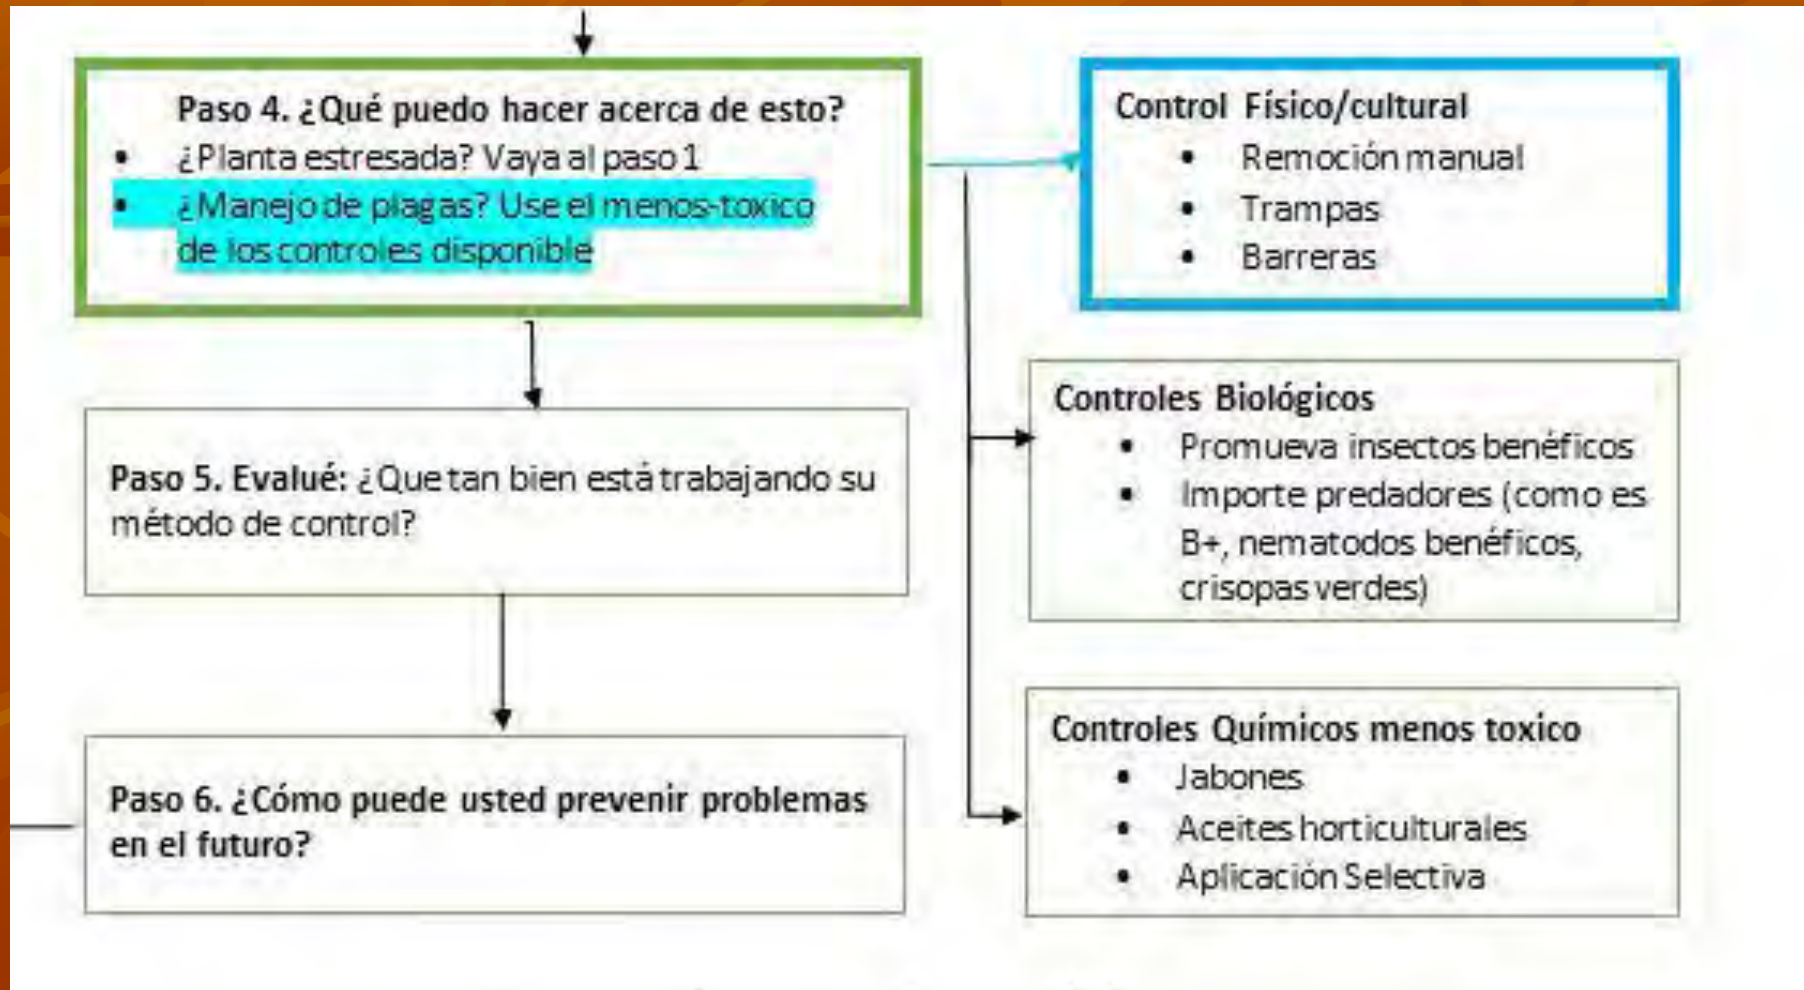 Paso 4. ¿Qué puedo hacer acerca de esto?
• ¿Planta estresada? Vaya al paso 1
• ¿Manejo de plagas? Use el menos-toxico
de los controles disponible
Control Físico/cultural
• Remoción manual
• Trampas
• Barreras
Controles Biológicos
• Promueva insectos benéficos
• Importe predadores (como es
B+, nematodos benéficos,
crisopas verdes)
Paso 5. Evalué: ¿Que tan bien está trabajando su
método de control?
Controles Químicos menos toxico
• Jabones
• Aceites horticulturales
• Aplicación Selectiva
Paso 6. ¿Cómo puede usted prevenir problemas
en el futuro?